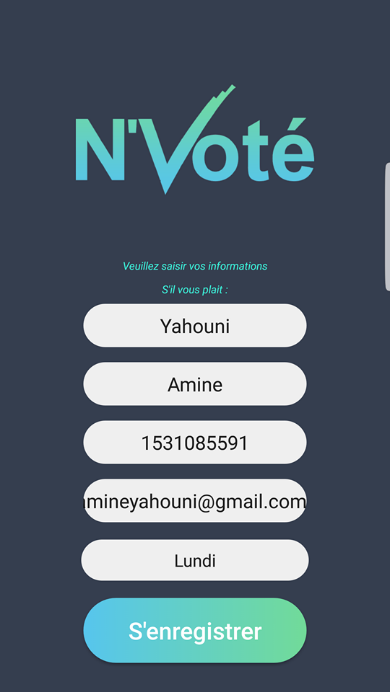 N'Voté
Veuillez saisir vos informations
S'il vous plait :
Yahouni
Amine
1531085591
mineyahouni@gmail.com
Lundi
S'enregistrer